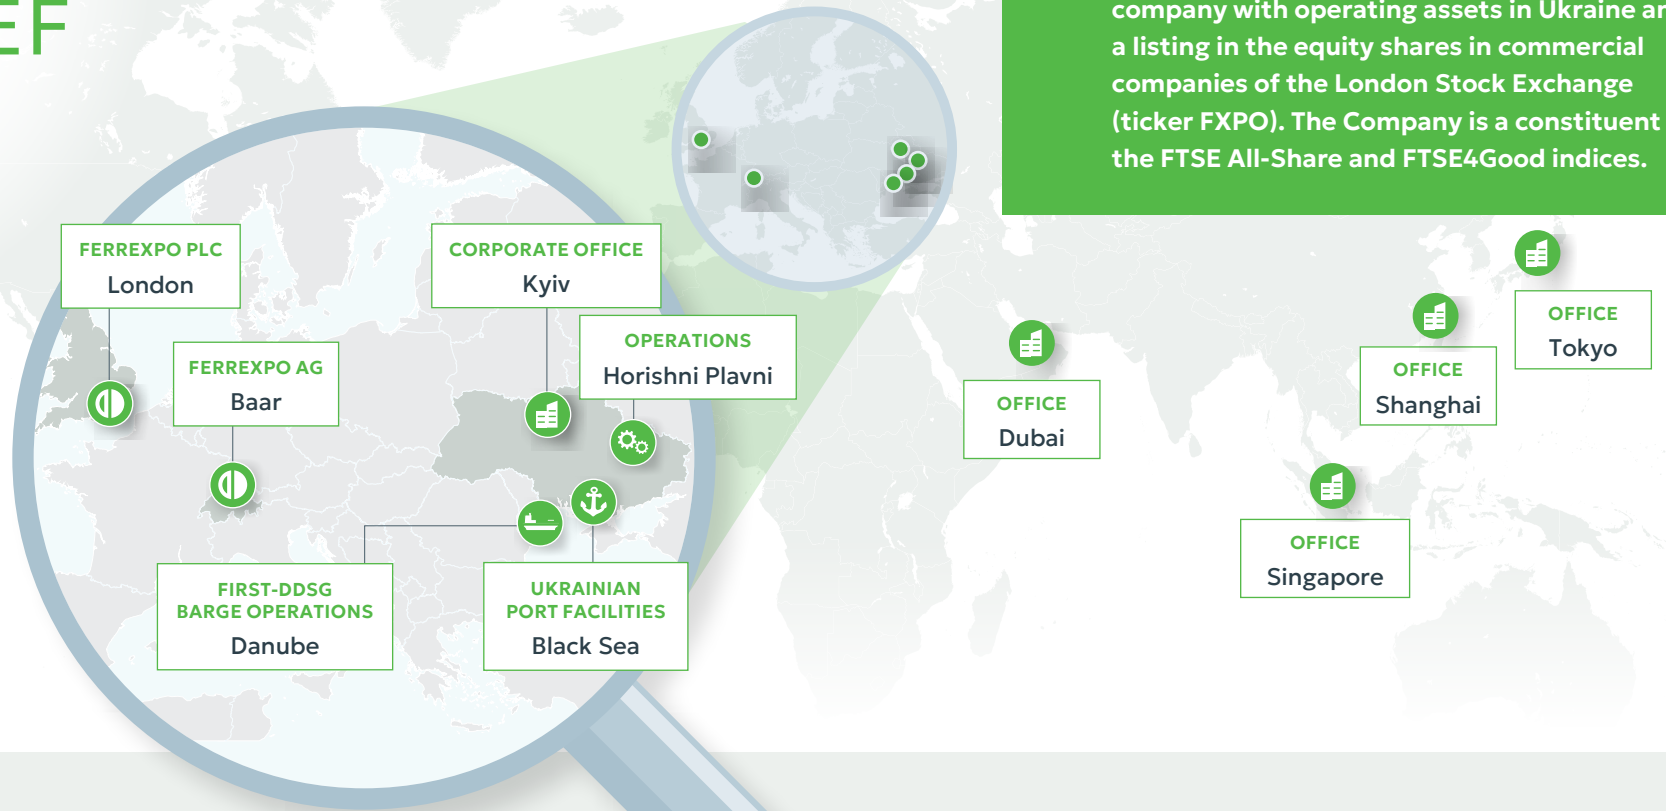 EF
company with operating assets in Ukraine an
a listing in the equity shares in commercial
companies of the London Stock Exchange
(ticker FXPO). The Company is a constituent
the FTSE All-Share and FTSE4Good indices.
FERREXPO PLC
London
CORPORATE OFFICE
Kyiv
FERREXPO AG
Baar
OPERATIONS
Horishni Plavni
FIRST-DDSG
BARGE OPERATIONS
Danube
UKRAINIAN
PORT FACILITIES
Black Sea
OFFICE
Dubai
OFFICE
Tokyo
OFFICE
Shanghai
OFFICE
Singapore